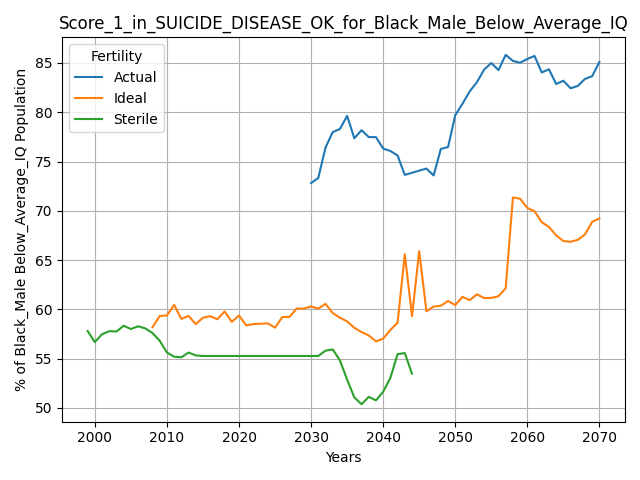 Score_1_in_SUICIDE_DISEASE_OK_for_Black_Male_Below_Average_IQ
Fertility
Actual
Ideal
Sterile
% of Black_Male Below_Average_IQ Population
85
80
75
70
65
60
55
50
2000 2010 2020 2030 2040 2050 2060 2070
Years